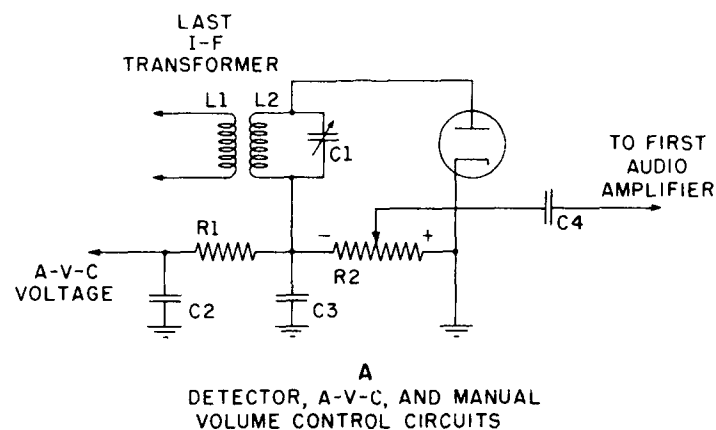 LAST
I-F
TRANSFORMER
L1 L2
C1
TO FIRST
AUDIO
AMPLIFIER
C4
R1
- +
R2
A-V-C
VOLTAGE
C2
C3
A
DETECTOR, A-V-C, AND MANUAL
VOLUME CONTROL CIRCUITS